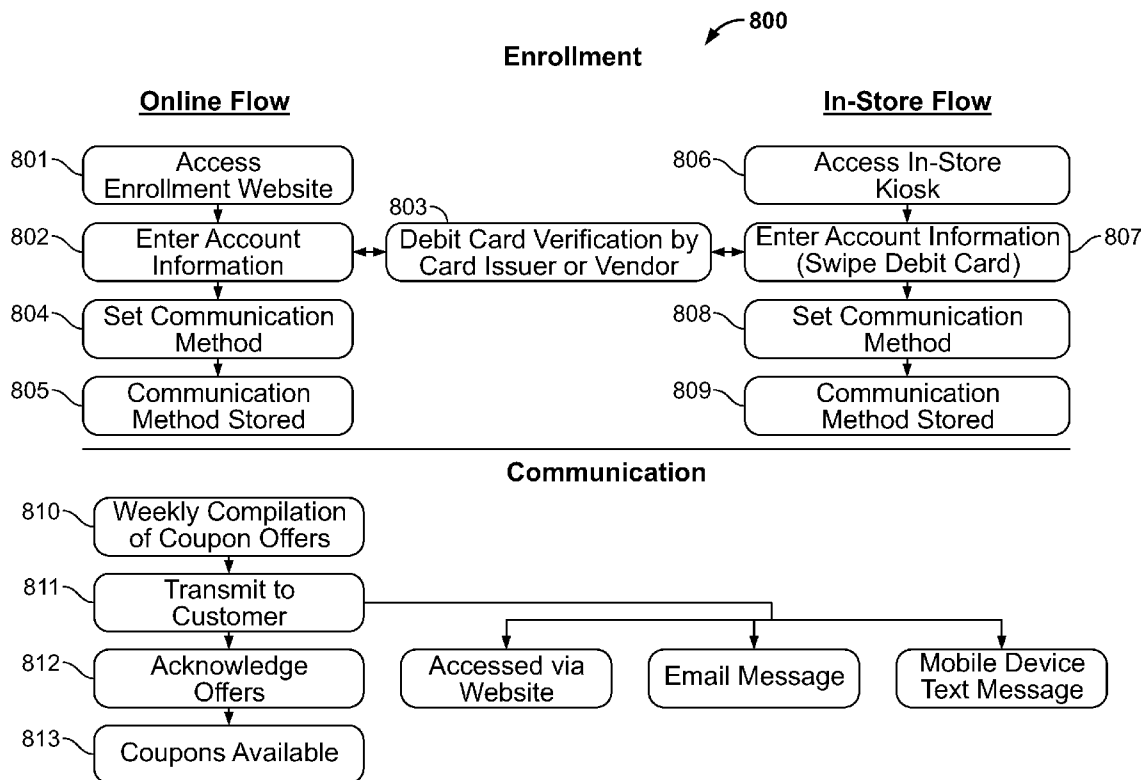 800
Enrollment
Online Flow
In-Store Flow
801
Access
Enrollment Website
806
Access In-Store
Kiosk
802
Enter Account
Information
803
Debit Card Verification by
Card Issuer or Vendor
Enter Account Information
(Swipe Debit Card)
807
804
Set Communication
Method
808
Set Communication
Method
805
Communication
Method Stored
809
Communication
Method Stored
Communication
810
Weekly Compilation
of Coupon Offers
811
Transmit to
Customer
812
Acknowledge
Offers
Accessed via
Website
Email Message
Mobile Device
Text Message
813
Coupons Available